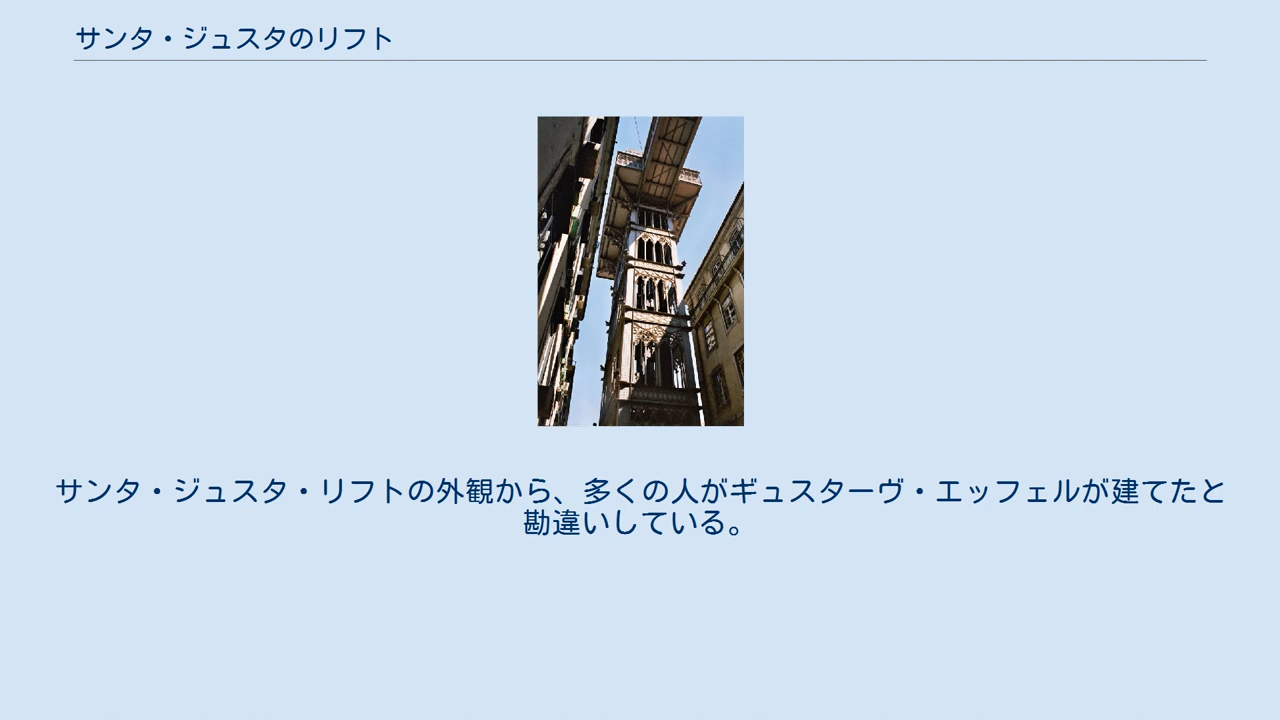 サンタ・ジュスタのリフト
サンタ・ジュスタ・リフトの外観から、多くの人がギュスターヴ・エッフェルが建てたと
勘違いしている。